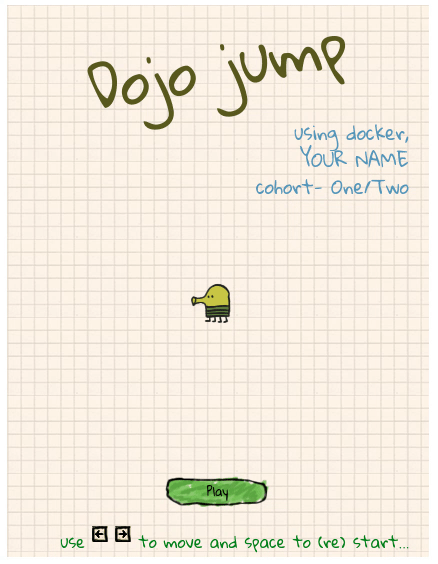 Dojo jump
using docker,
YOUR NAME
cohort- One/Two
Play
use ← → to move and space to (re) start...